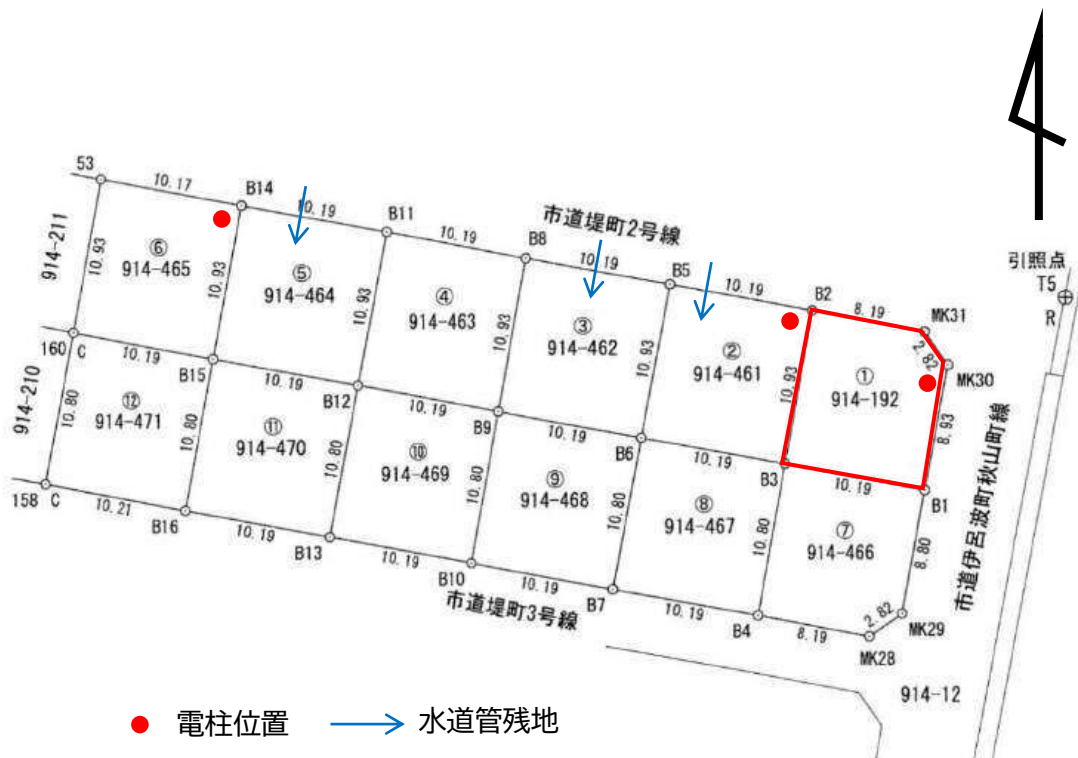 53
10.17
B14
10.19
B11
10.19
B8
市道堤町2号線
10.19
B5
10.19
B2
8.19
MK31
2.82
MK30
引照点
T5
R
914-211
10.93
⑥
914-465
10.93
⑤
914-464
10.93
④
914-463
10.93
③
914-462
10.93
②
914-461
10.93
①
914-192
8.93
160 C
10.19
B15
10.19
B12
10.19
B9
10.19
B6
10.19
B3
10.19
B1
市道伊呂波町秋山町線
914-210
10.80
⑫
914-471
10.80
⑪
914-470
10.80
⑩
914-469
10.80
⑨
914-468
10.80
⑧
914-467
10.80
⑦
914-466
8.80
158 C
10.21
B16
10.19
B13
10.19
B10
10.19
B7
10.19
B4
8.19
MK28
2.82
MK29
市道堤町3号線
914-12
電柱位置
水道管残地